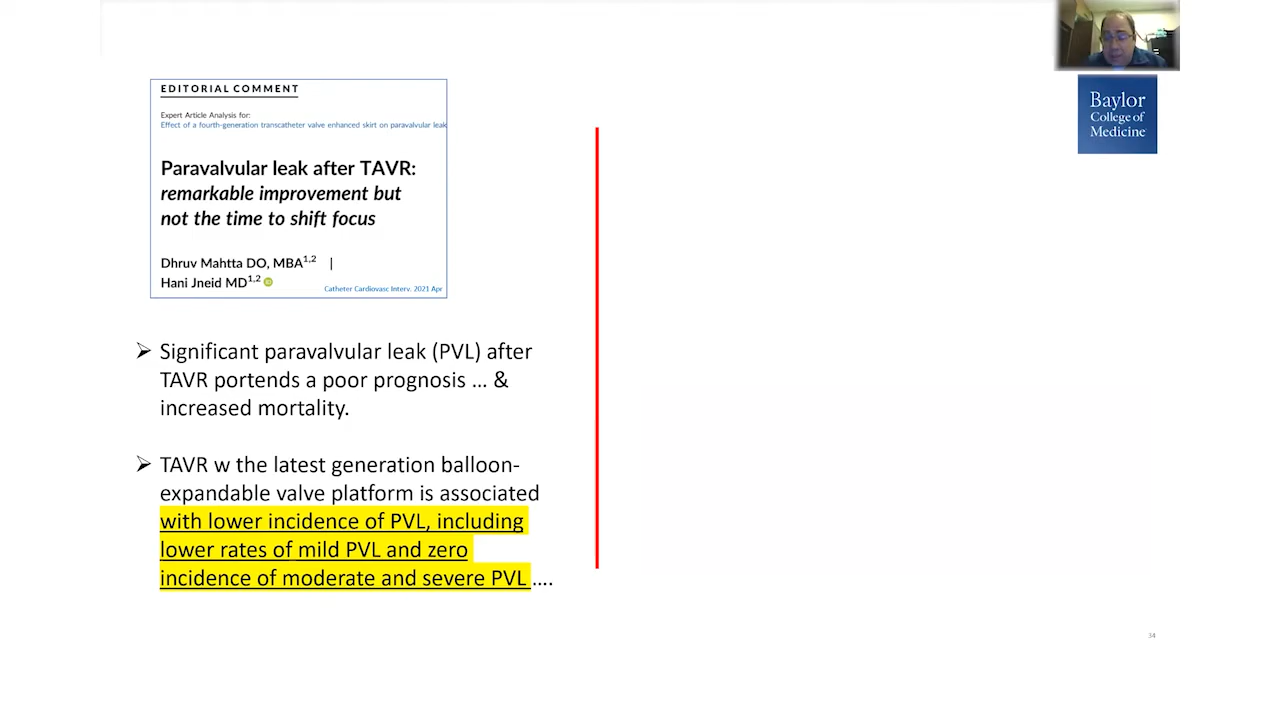 EDITORIAL COMMENT
Expert Article Analysis for:
Effect of a fourth-generation transcatheter valve enhanced skirt on paravalvular leak
Paravalvular leak after TAVR:
remarkable improvement but
not the time to shift focus
Dhruv Mahtta DO, MBA1,2 |
Hani Jneid MD1,2
Catheter Cardiovasc Interv. 2021 Apr
➢ Significant paravalvular leak (PVL) after
TAVR portends a poor prognosis … &
increased mortality.
➢ TAVR w the latest generation balloon-
expandable valve platform is associated
with lower incidence of PVL, including
lower rates of mild PVL and zero
incidence of moderate and severe PVL ….
Baylor
College of
Medicine
34